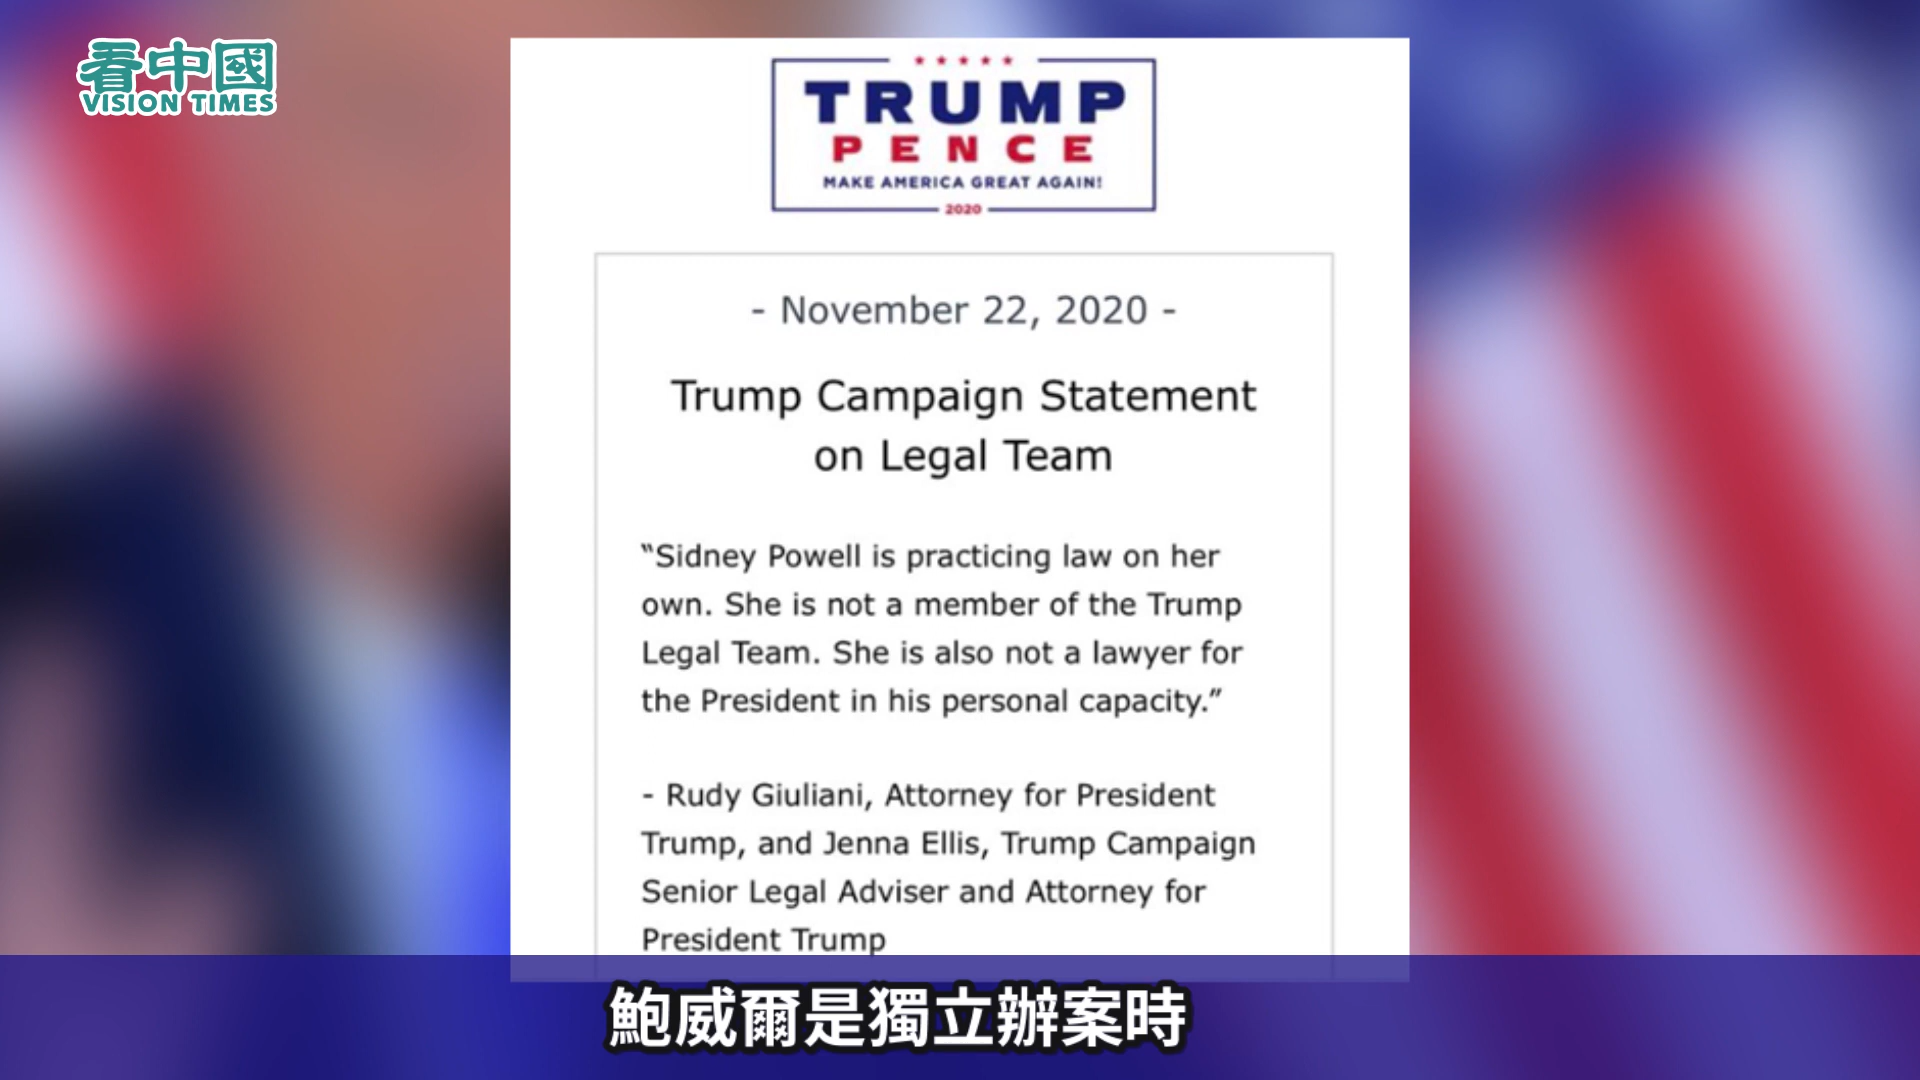 看中國
VISION TIMES
TRUMP
PENCE
MAKE AMERICA GREAT AGAIN!
2020
- November 22, 2020 -
Trump Campaign Statement
on Legal Team
“Sidney Powell is practicing law on her
own. She is not a member of the Trump
Legal Team. She is also not a lawyer for
the President in his personal capacity.”
- Rudy Giuliani, Attorney for President
Trump, and Jenna Ellis, Trump Campaign
Senior Legal Adviser and Attorney for
President Trump
鮑威爾是獨立辦案時